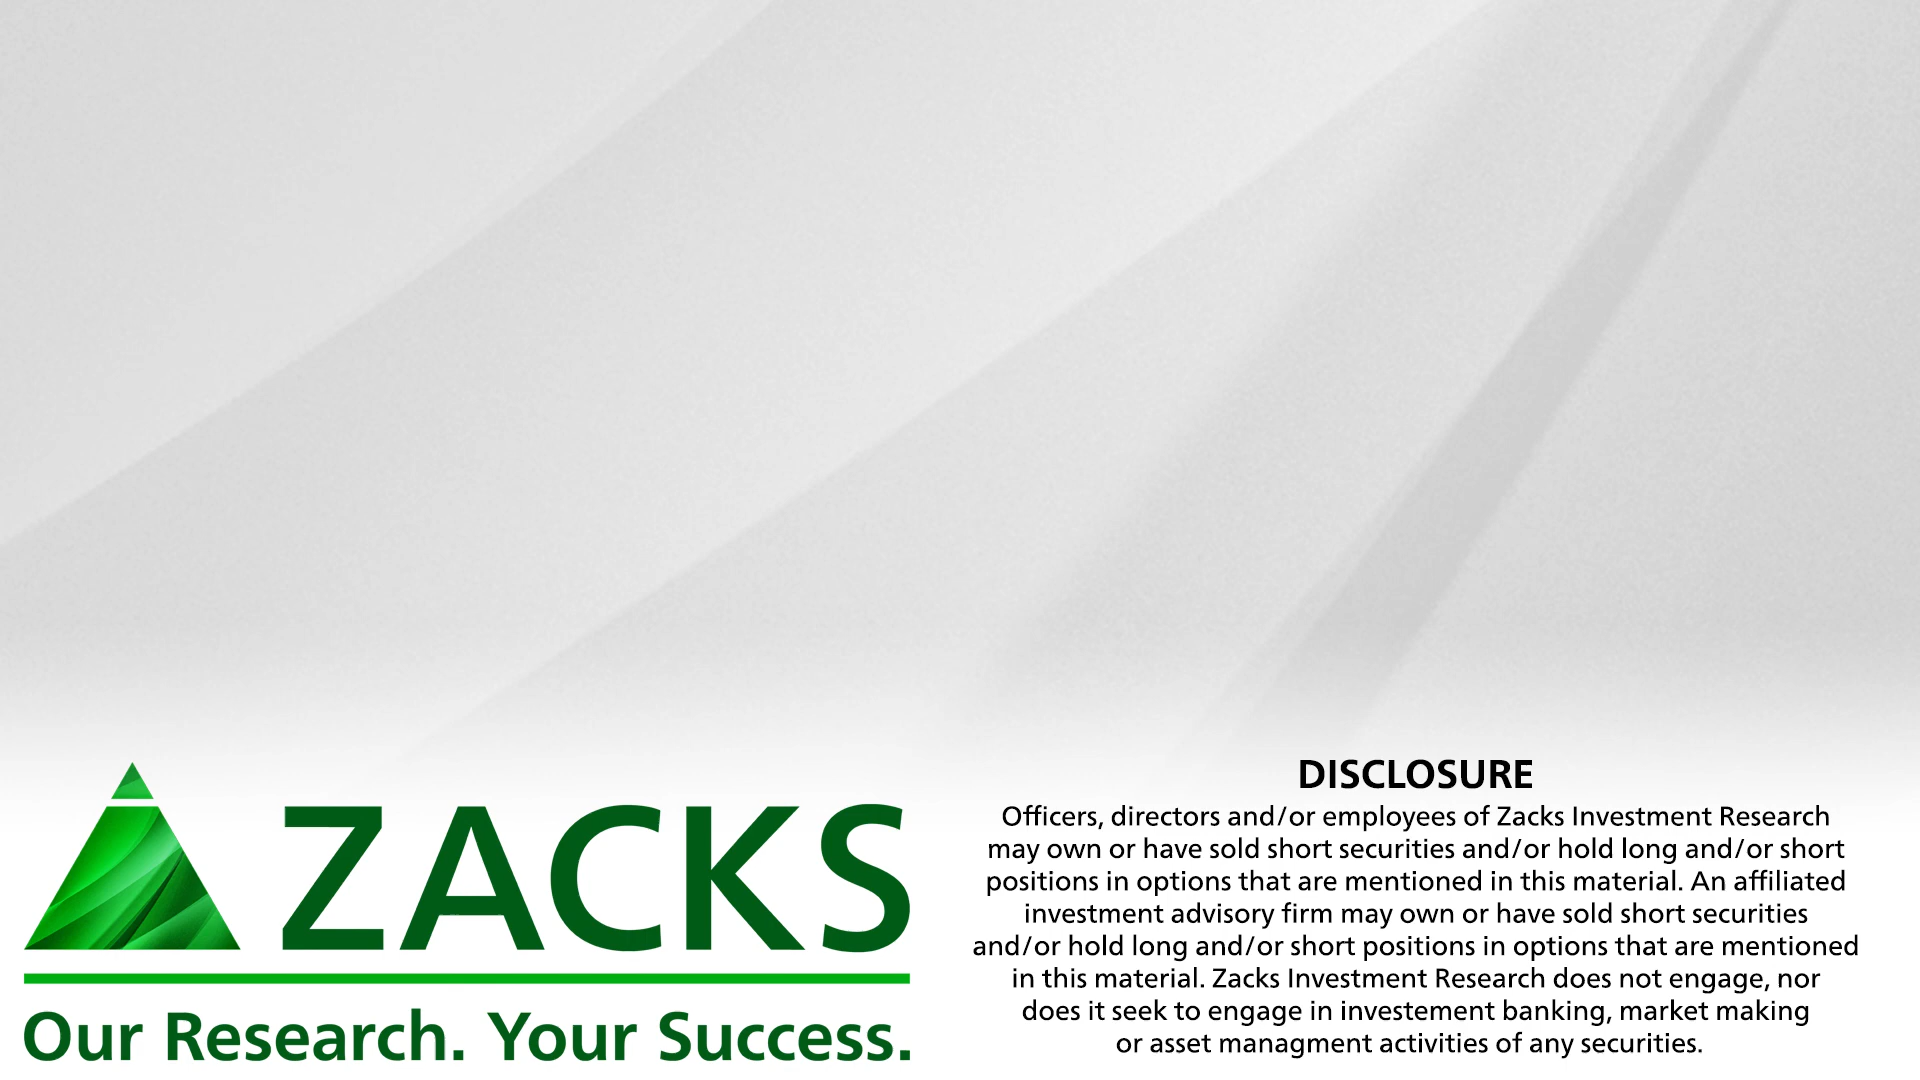 ZACKS
Our Research. Your Success.
DISCLOSURE
Officers, directors and/or employees of Zacks Investment Research
may own or have sold short securities and/or hold long and/or short
positions in options that are mentioned in this material. An affiliated
investment advisory firm may own or have sold short securities
and/or hold long and/or short positions in options that are mentioned
in this material. Zacks Investment Research does not engage, nor
does it seek to engage in investement banking, market making
or asset managment activities of any securities.